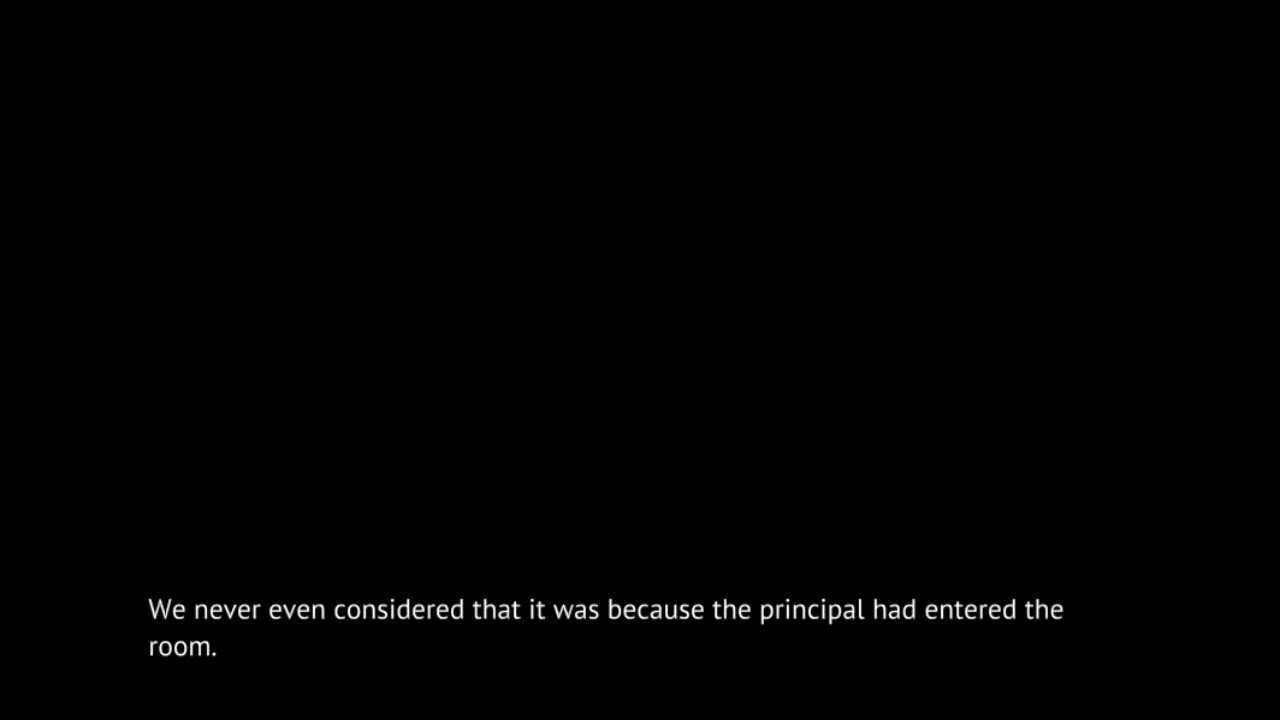 We never even considered that it was because the principal had entered the
room.